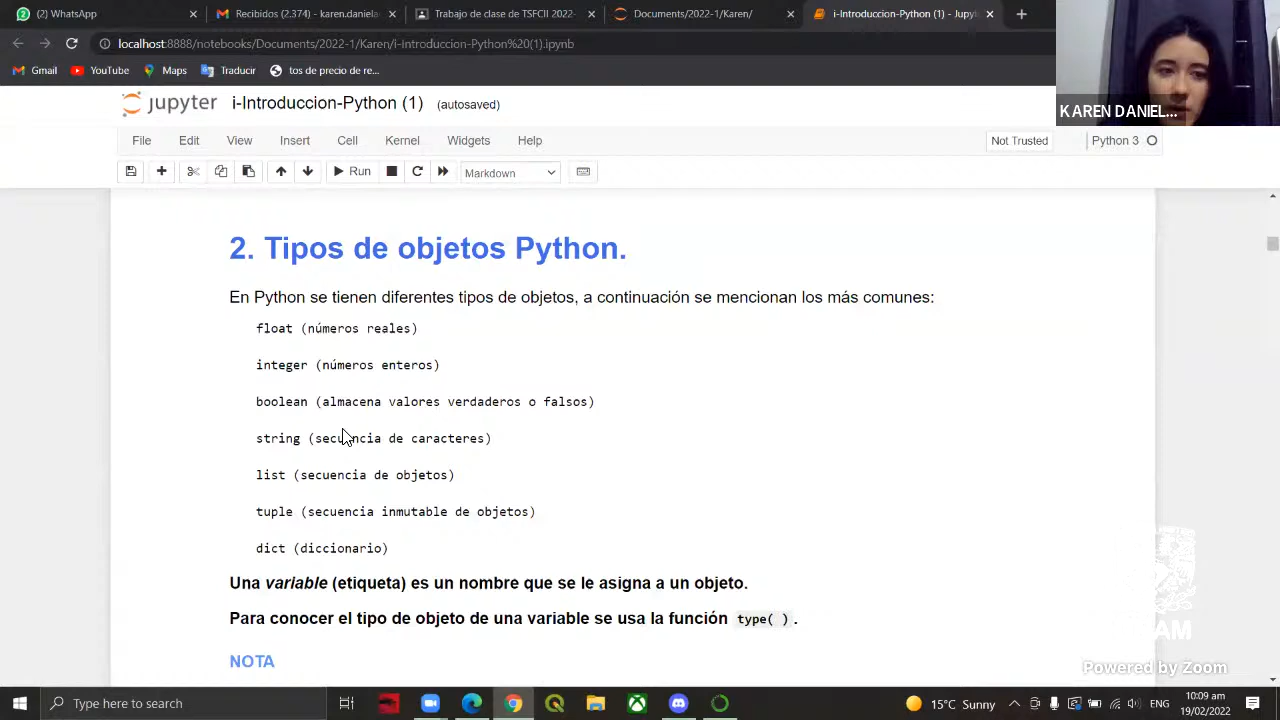 WhatsApp
Recibidos (2.374) - karen.daniela
Trabajo de clase de TSFCII 2022-
Documents/2022-1/Karen/
i-Introduccion-Python (1) - Jupyt
localhost:8888/notebooks/Documents/2022-1/Karen/i-Introduccion-Python%20(1).ipynb
Gmail
YouTube
Maps
Traducir
tos de precio de re...
KAREN DANIEL...
jupyter i-Introduccion-Python (1) (autosaved)
File Edit View Insert Cell Kernel Widgets Help
Not Trusted
Python 3
Run
Markdown
2. Tipos de objetos Python.
En Python se tienen diferentes tipos de objetos, a continuación se mencionan los más comunes:
float (números reales)
integer (números enteros)
boolean (almacena valores verdaderos o falsos)
string (secuencia de caracteres)
list (secuencia de objetos)
tuple (secuencia inmutable de objetos)
dict (diccionario)
Una variable (etiqueta) es un nombre que se le asigna a un objeto.
Para conocer el tipo de objeto de una variable se usa la función type( ).
NOTA
Powered by Zoom
Type here to search
15°C Sunny
ENG
10:09 am
19/02/2022